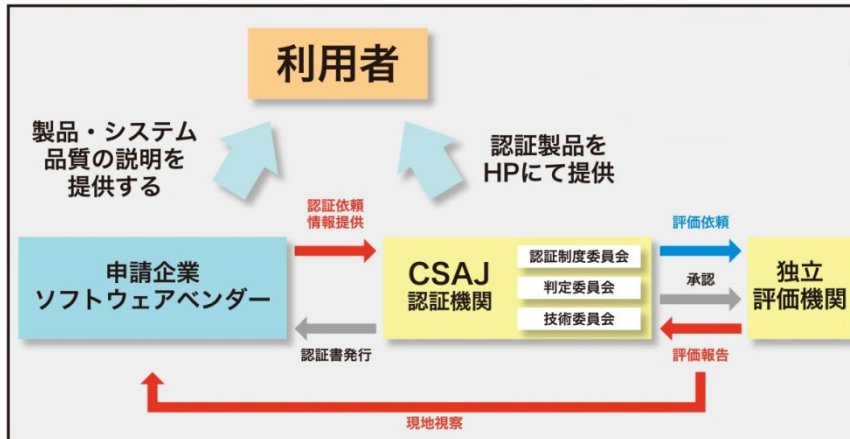 利用者
製品・システム
品質の説明を
提供する
認証製品を
HPにて提供
認証依頼
情報提供
評価依頼
申請企業
ソフトウェアベンダー
CSAJ
認証機関
認証制度委員会
判定委員会
技術委員会
承認
独立
評価機関
認証書発行
評価報告
現地視察